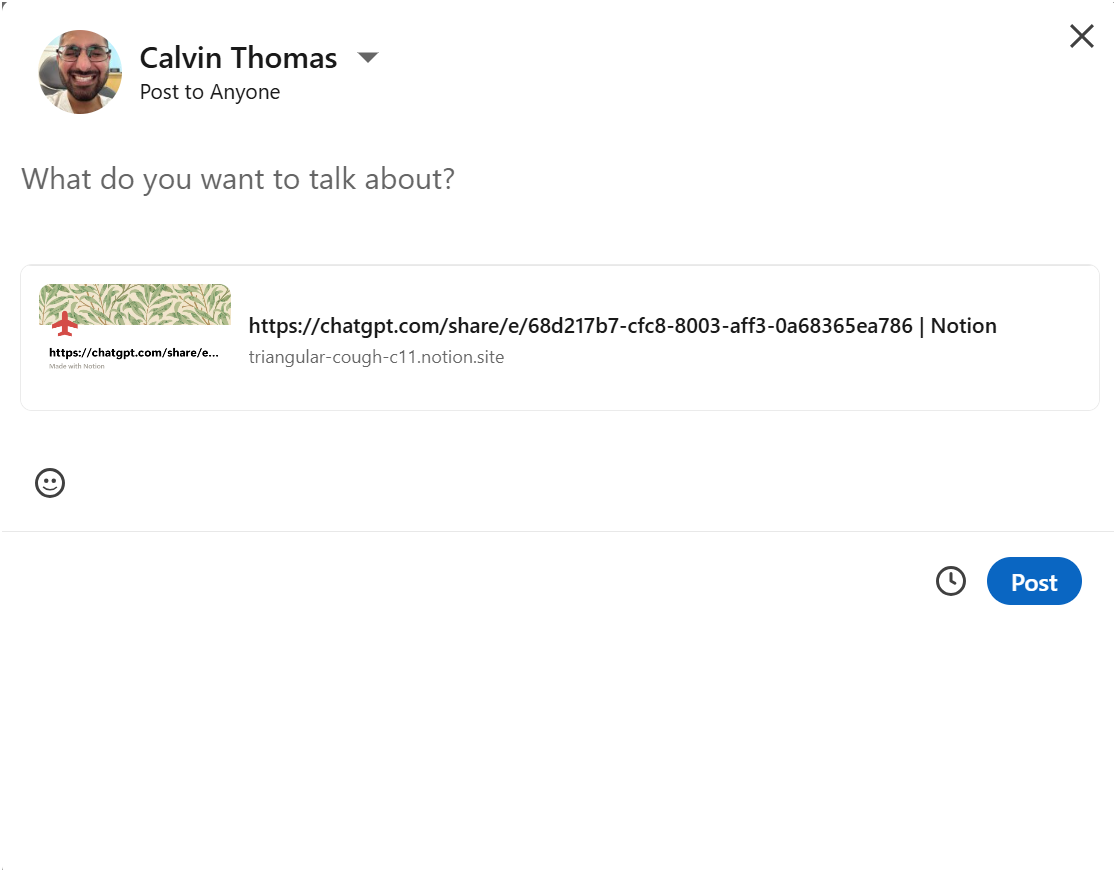 Calvin Thomas
Post to Anyone
What do you want to talk about?
https://chatgpt.com/share/e...
Made with Notion
https://chatgpt.com/share/e/68d217b7-cfc8-8003-aff3-0a68365ea786 | Notion
triangular-cough-c11.notion.site
Post